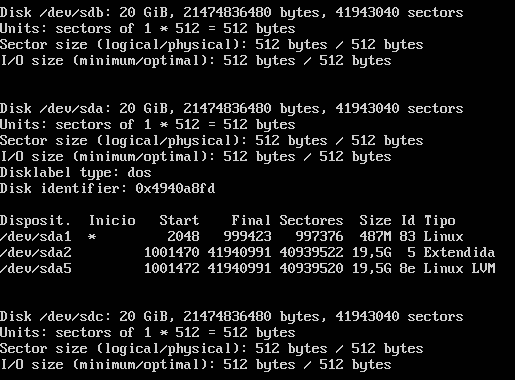 Disk /dev/sdb: 20 GiB, 21474836480 bytes, 41943040 sectors
Units: sectors of 1 * 512 = 512 bytes
Sector size (logical/physical): 512 bytes / 512 bytes
I/O size (minimum/optimal): 512 bytes / 512 bytes
Disk /dev/sda: 20 GiB, 21474836480 bytes, 41943040 sectors
Units: sectors of 1 * 512 = 512 bytes
Sector size (logical/physical): 512 bytes / 512 bytes
I/O size (minimum/optimal): 512 bytes / 512 bytes
Disklabel type: dos
Disk identifier: 0x4940a8fd
Disposit.  Inicio   Start    Final Sectores  Size Id Tipo
/dev/sda1  *         2048   999423   997376  487M 83 Linux
/dev/sda2         1001470 41940991 40939522 19,5G  5 Extendida
/dev/sda5         1001472 41940991 40939520 19,5G 8e Linux LVM
Disk /dev/sdc: 20 GiB, 21474836480 bytes, 41943040 sectors
Units: sectors of 1 * 512 = 512 bytes
Sector size (logical/physical): 512 bytes / 512 bytes
I/O size (minimum/optimal): 512 bytes / 512 bytes